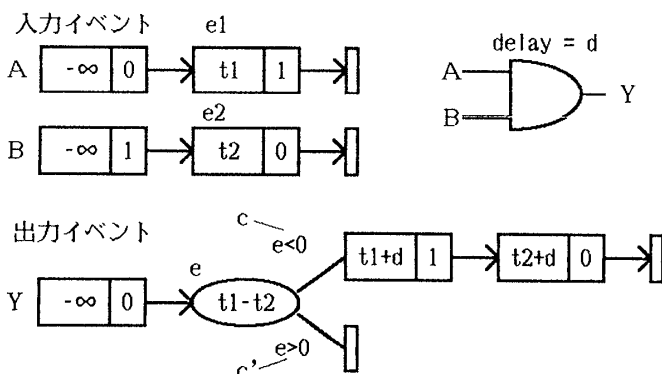 入力イベント
e1
A -∞ 0 t1 1
delay = d
A
B
Y
e2
B -∞ 1 t2 0
出力イベント
c
e<0
t1+d 1 t2+d 0
e
Y -∞ 0 t1-t2
e>0
c'